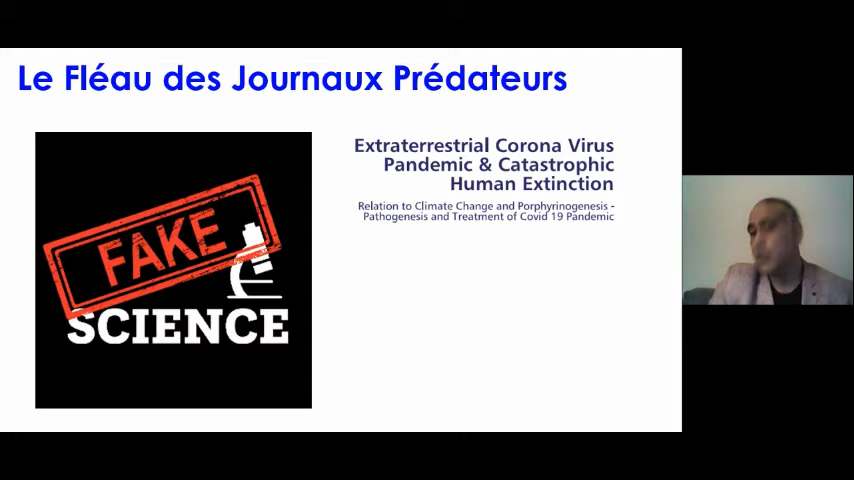 Le Fléau des Journaux Prédateurs
FAKE
SCIENCE
Extraterrestrial Corona Virus
Pandemic & Catastrophic
Human Extinction
Relation to Climate Change and Porphyrinogenesis -
Pathogenesis and Treatment of Covid 19 Pandemic